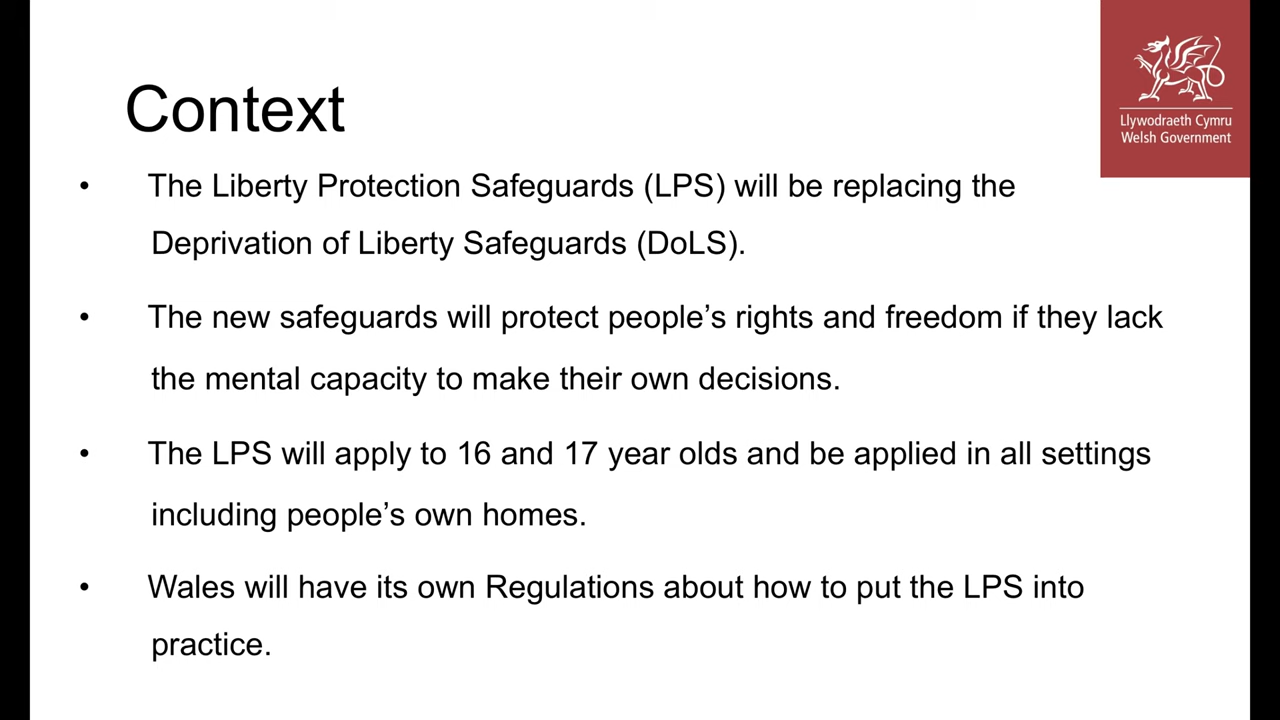 Llywodraeth Cymru
Welsh Government
Context
• The Liberty Protection Safeguards (LPS) will be replacing the
Deprivation of Liberty Safeguards (DoLS).
• The new safeguards will protect people’s rights and freedom if they lack
the mental capacity to make their own decisions.
• The LPS will apply to 16 and 17 year olds and be applied in all settings
including people’s own homes.
• Wales will have its own Regulations about how to put the LPS into
practice.